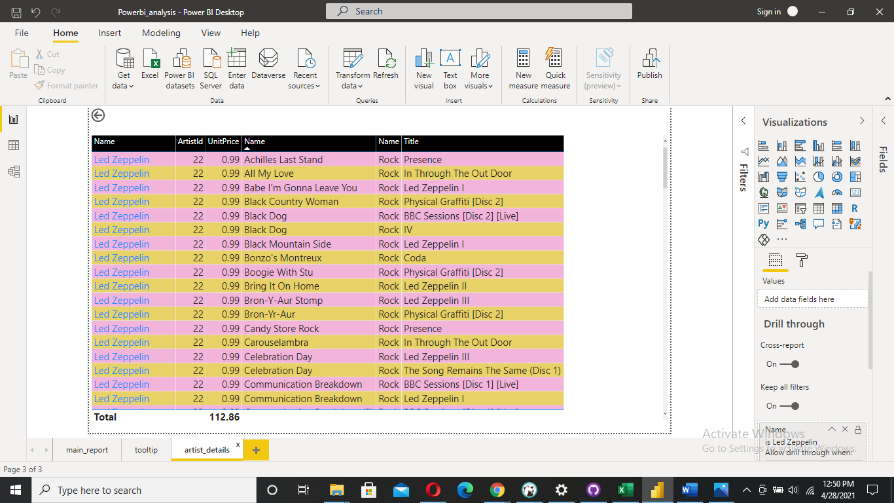 Powerbi_analysis - Power BI Desktop
Search
Sign in
File Home Insert Modeling View Help
Paste
Cut
Copy
Format painter
Clipboard
Get data
Excel
Power BI datasets
SQL Server
Enter data
Dataverse
Recent sources
Data
Transform data
Refresh
Queries
New visual
Text box
More visuals
Insert
New measure
Quick measure
Calculations
Sensitivity (preview)
Sensitivity
Publish
Share
Name ArtistId UnitPrice Name Name Title
Led Zeppelin 22 0.99 Achilles Last Stand Rock Presence
Led Zeppelin 22 0.99 All My Love Rock In Through The Out Door
Led Zeppelin 22 0.99 Babe I'm Gonna Leave You Rock Led Zeppelin I
Led Zeppelin 22 0.99 Black Country Woman Rock Physical Graffiti [Disc 2]
Led Zeppelin 22 0.99 Black Dog Rock BBC Sessions [Disc 2] [Live]
Led Zeppelin 22 0.99 Black Dog Rock IV
Led Zeppelin 22 0.99 Black Mountain Side Rock Led Zeppelin I
Led Zeppelin 22 0.99 Bonzo's Montreux Rock Coda
Led Zeppelin 22 0.99 Boogie With Stu Rock Physical Graffiti [Disc 2]
Led Zeppelin 22 0.99 Bring It On Home Rock Led Zeppelin II
Led Zeppelin 22 0.99 Bron-Y-Aur Stomp Rock Led Zeppelin III
Led Zeppelin 22 0.99 Bron-Yr-Aur Rock Physical Graffiti [Disc 2]
Led Zeppelin 22 0.99 Candy Store Rock Rock Presence
Led Zeppelin 22 0.99 Carouselambra Rock In Through The Out Door
Led Zeppelin 22 0.99 Celebration Day Rock Led Zeppelin III
Led Zeppelin 22 0.99 Celebration Day Rock The Song Remains The Same (Disc 1)
Led Zeppelin 22 0.99 Communication Breakdown Rock BBC Sessions [Disc 1] [Live]
Led Zeppelin 22 0.99 Communication Breakdown Rock Led Zeppelin I
Total 112.86
Filters
Visualizations
Fields
R
Py
Values
Add data fields here
Drill through
Cross-report
On
Keep all filters
On
Name
is Led Zeppelin
Allow drill through when:
Activate Windows
Go to Settings to activate Windows.
main_report tooltip artist_details x +
Page 3 of 3
Type here to search
12:50 PM
4/28/2021